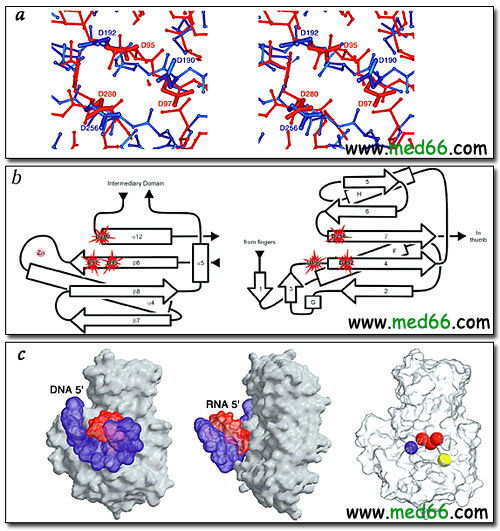 a
D192 D95 D192 D95
D190 D190
D280 D97 D280 D97
D256 D256
www.med66.com
b
Intermediary Domain
α12
Zn
β6
α5
β8
α4
β7
5
H
6
7
from fingers
to thumb
F
4
1
3
G
2
www.med66.com
c
DNA 5'
RNA 5'
www.med66.com